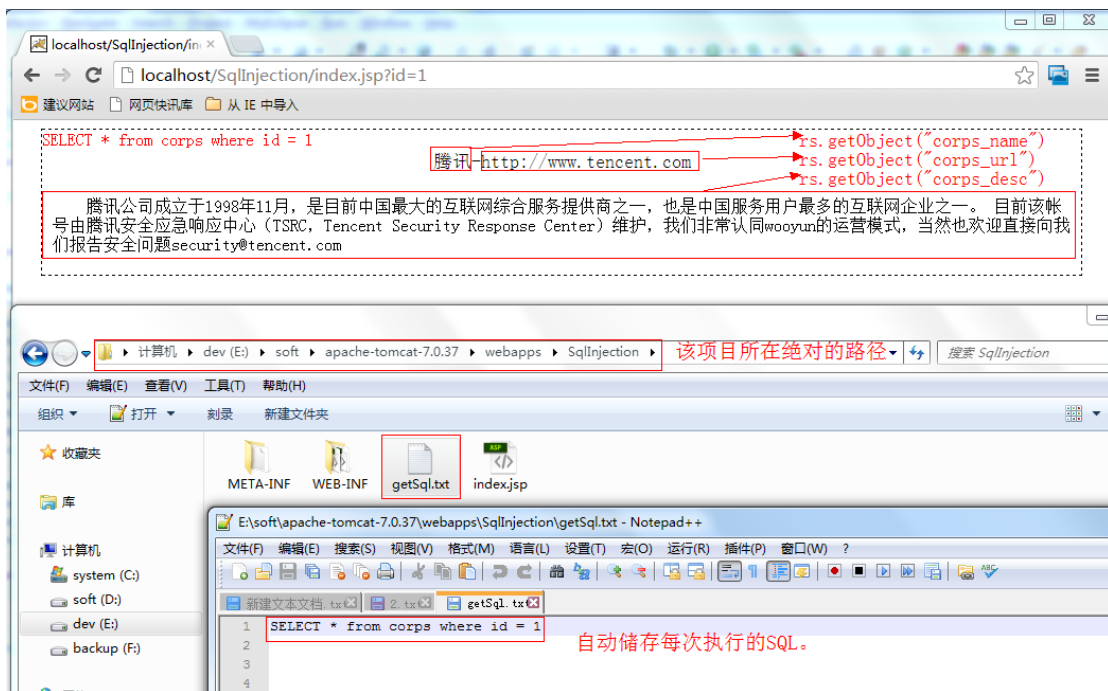 localhost/SqlInjection/in
localhost/SqlInjection/index.jsp?id=1
建议网站 网页快讯库 从 IE 中导入
SELECT * from corps where id = 1
rs.getObject("corps_name")
腾讯-http://www.tencent.com
rs.getObject("corps_url")
rs.getObject("corps_desc")
腾讯公司成立于1998年11月，是目前中国最大的互联网综合服务提供商之一，也是中国服务用户最多的互联网企业之一。 目前该帐
号由腾讯安全应急响应中心（TSRC，Tencent Security Response Center）维护，我们非常认同wooyun的运营模式，当然也欢迎直接向我
们报告安全问题security@tencent.com
计算机 dev (E:) soft apache-tomcat-7.0.37 webapps SqlInjection 该项目所在绝对的路径 搜索 SqlInjection
文件(F) 编辑(E) 查看(V) 工具(T) 帮助(H)
组织 打开 刻录 新建文件夹
收藏夹
META-INF WEB-INF getSql.txt index.jsp
库
计算机
system (C:)
soft (D:)
dev (E:)
backup (F:)
E:\soft\apache-tomcat-7.0.37\webapps\SqlInjection\getSql.txt - Notepad++
文件(F) 编辑(E) 搜索(S) 视图(V) 格式(M) 语言(L) 设置(T) 宏(O) 运行(R) 插件(P) 窗口(W) ?
新建文本文档.tx 2.tx getSql.tx
1 SELECT * from corps where id = 1
2
3
4
自动储存每次执行的SQL。